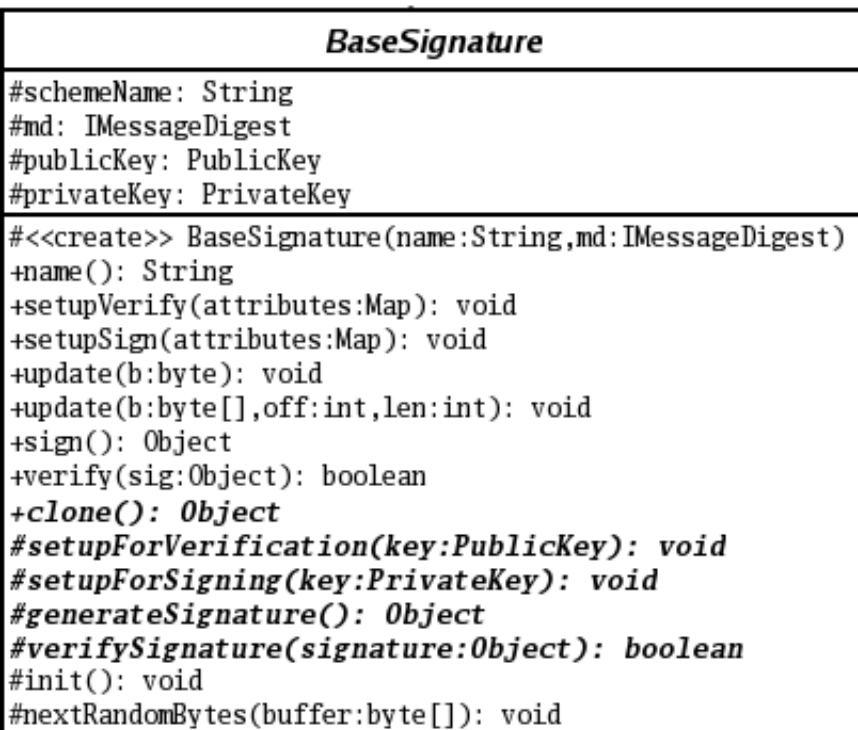 BaseSignature
#schemeName: String
#md: IMessageDigest
#publicKey: PublicKey
#privateKey: PrivateKey
#<<create>> BaseSignature(name:String,md:IMessageDigest)
+name(): String
+setupVerify(attributes:Map): void
+setupSign(attributes:Map): void
+update(b:byte): void
+update(b:byte[],off:int,len:int): void
+sign(): Object
+verify(sig:Object): boolean
+clone(): Object
#setupForVerification(key:PublicKey): void
#setupForSigning(key:PrivateKey): void
#generateSignature(): Object
#verifySignature(signature:Object): boolean
#init(): void
#nextRandomBytes(buffer:byte[]): void